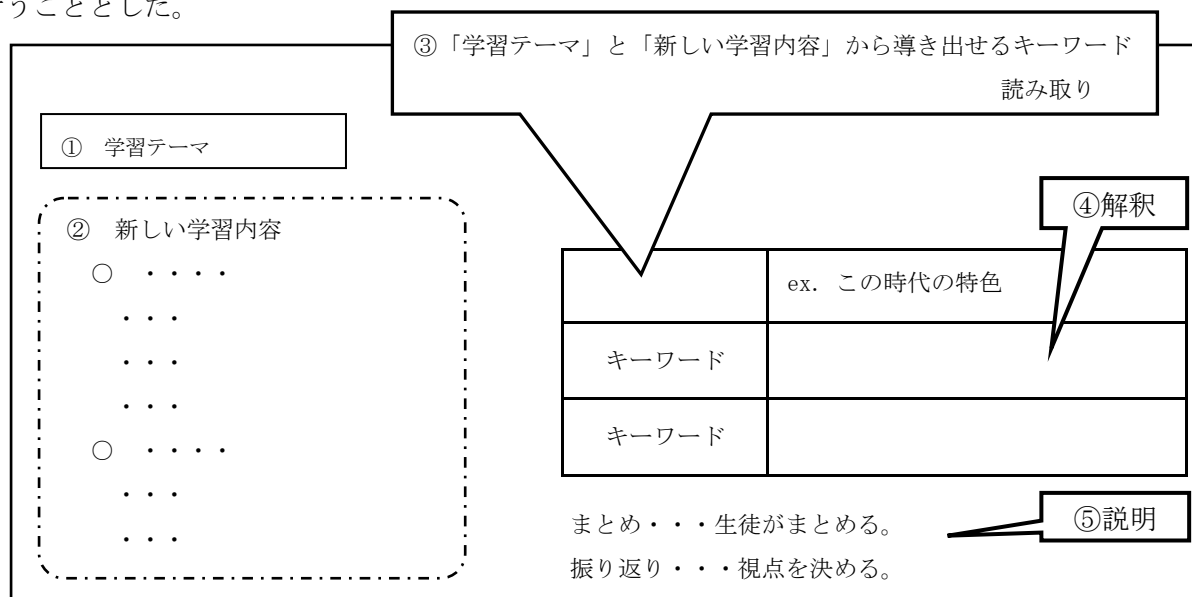 うこととした。
③「学習テーマ」と「新しい学習内容」から導き出せるキーワード
読み取り
① 学習テーマ
② 新しい学習内容
○ ・・・・
・・・
・・・
・・・
○ ・・・・
・・・
・・・
④解釈
ex. この時代の特色
キーワード
キーワード
まとめ・・・生徒がまとめる。
⑤説明
振り返り・・・視点を決める。